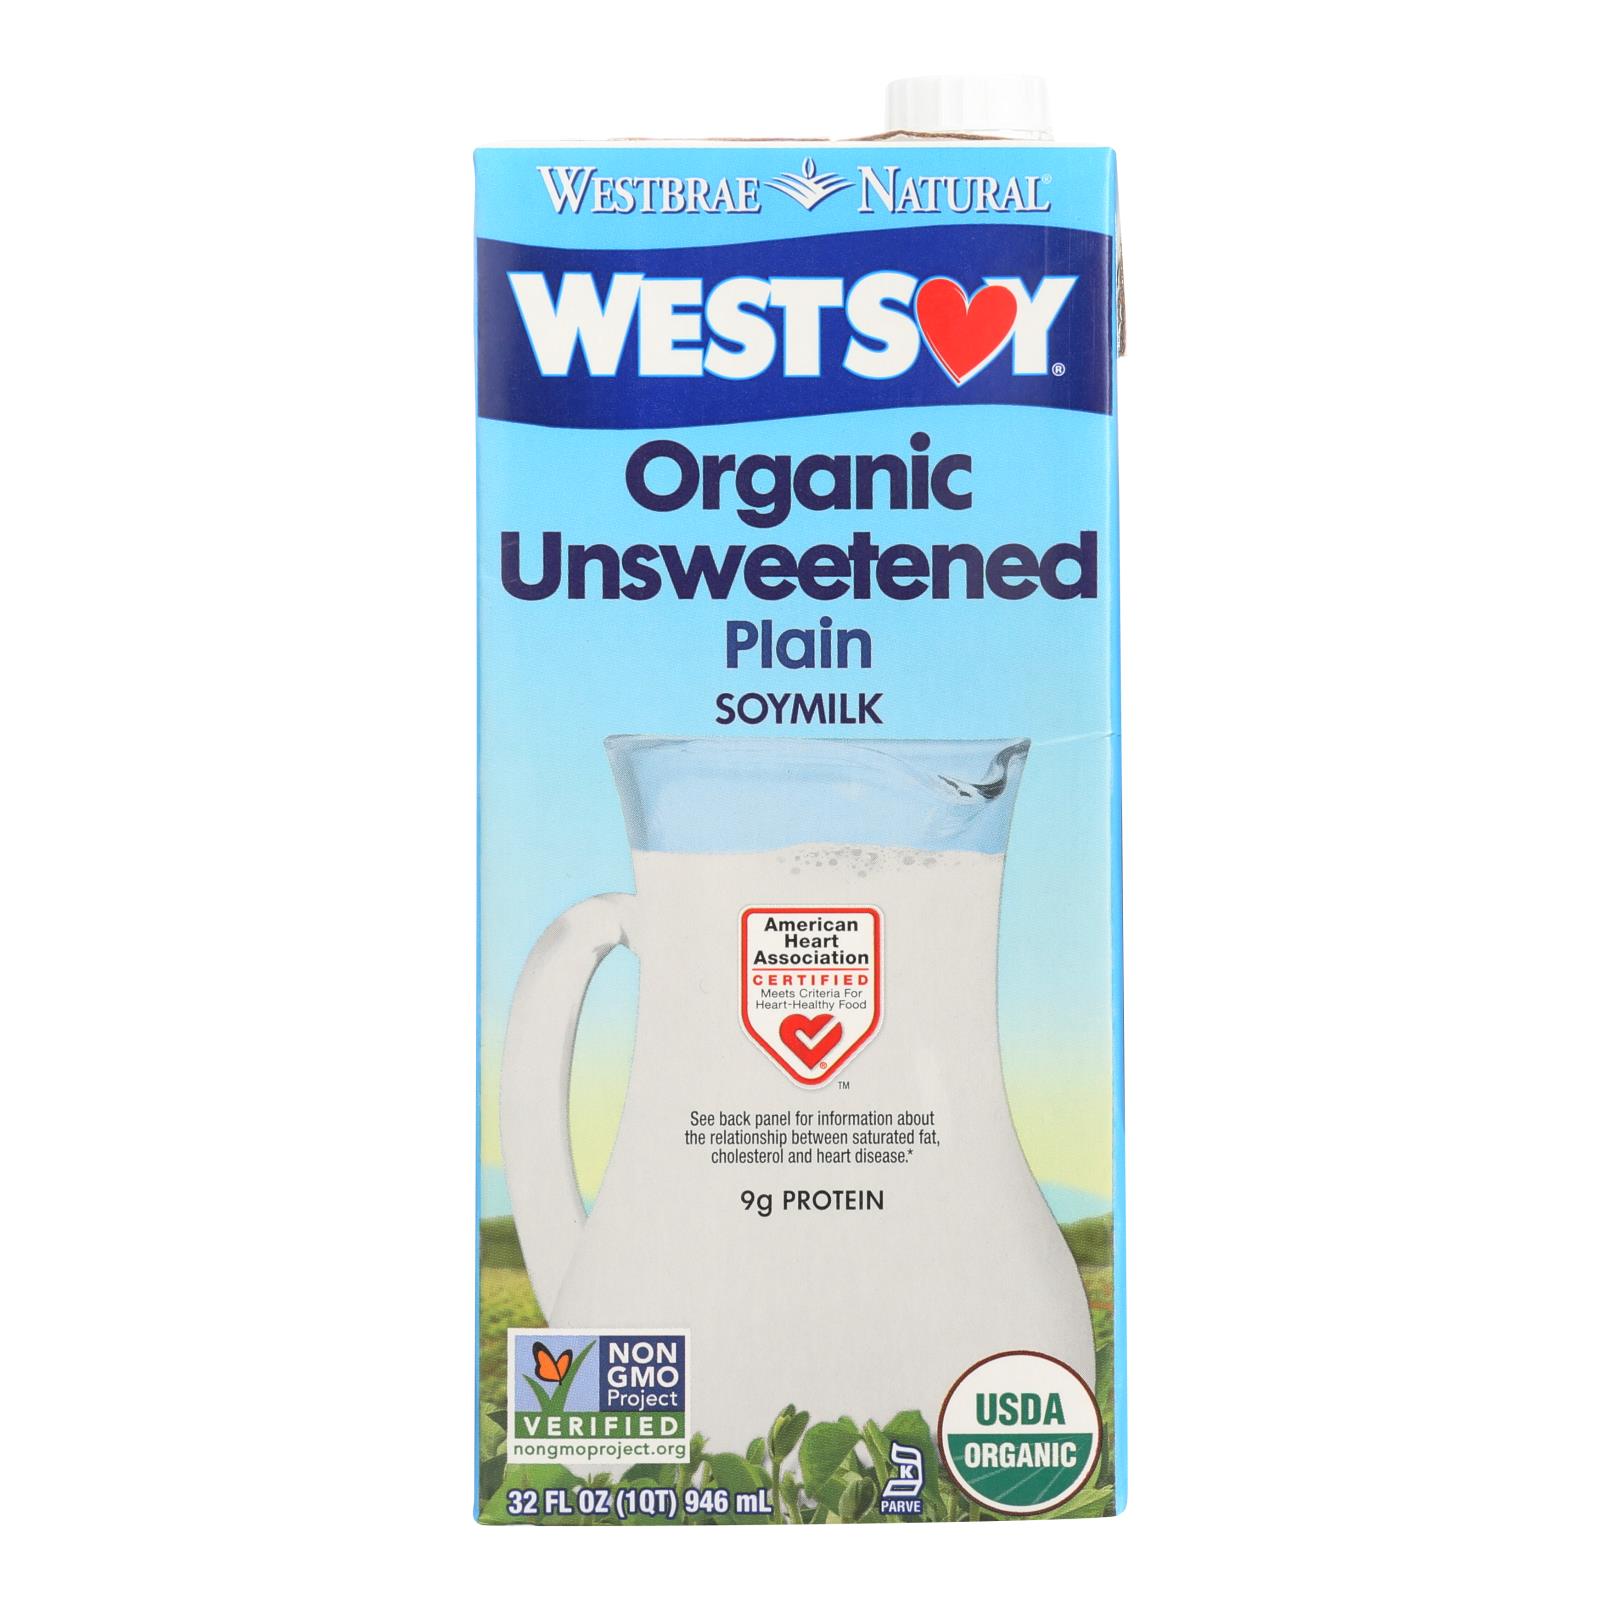 WESTBRAE NATURAL®
WESTSOY®
Organic
Unsweetened
Plain
SOYMILK
American
Heart
Association
CERTIFIED
Meets Criteria For
Heart-Healthy Food
®
TM
See back panel for information about
the relationship between saturated fat,
cholesterol and heart disease.*
9g PROTEIN
NON
GMO
Project
VERIFIED
nongmoproject.org
USDA
ORGANIC
K
PARVE
32 FL OZ (1QT) 946 mL